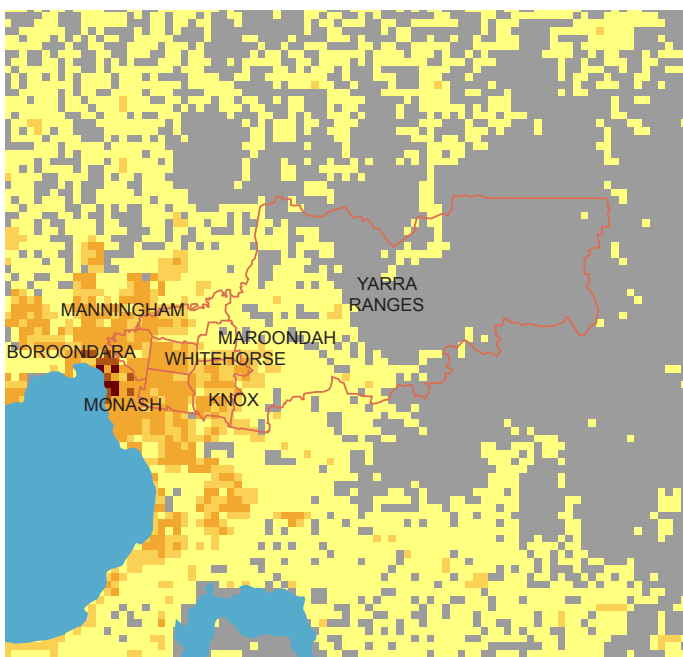 YARRA
RANGES
MANNINGHAM
MAROONDAH
BOROONDARA
WHITEHORSE
MONASH
KNOX